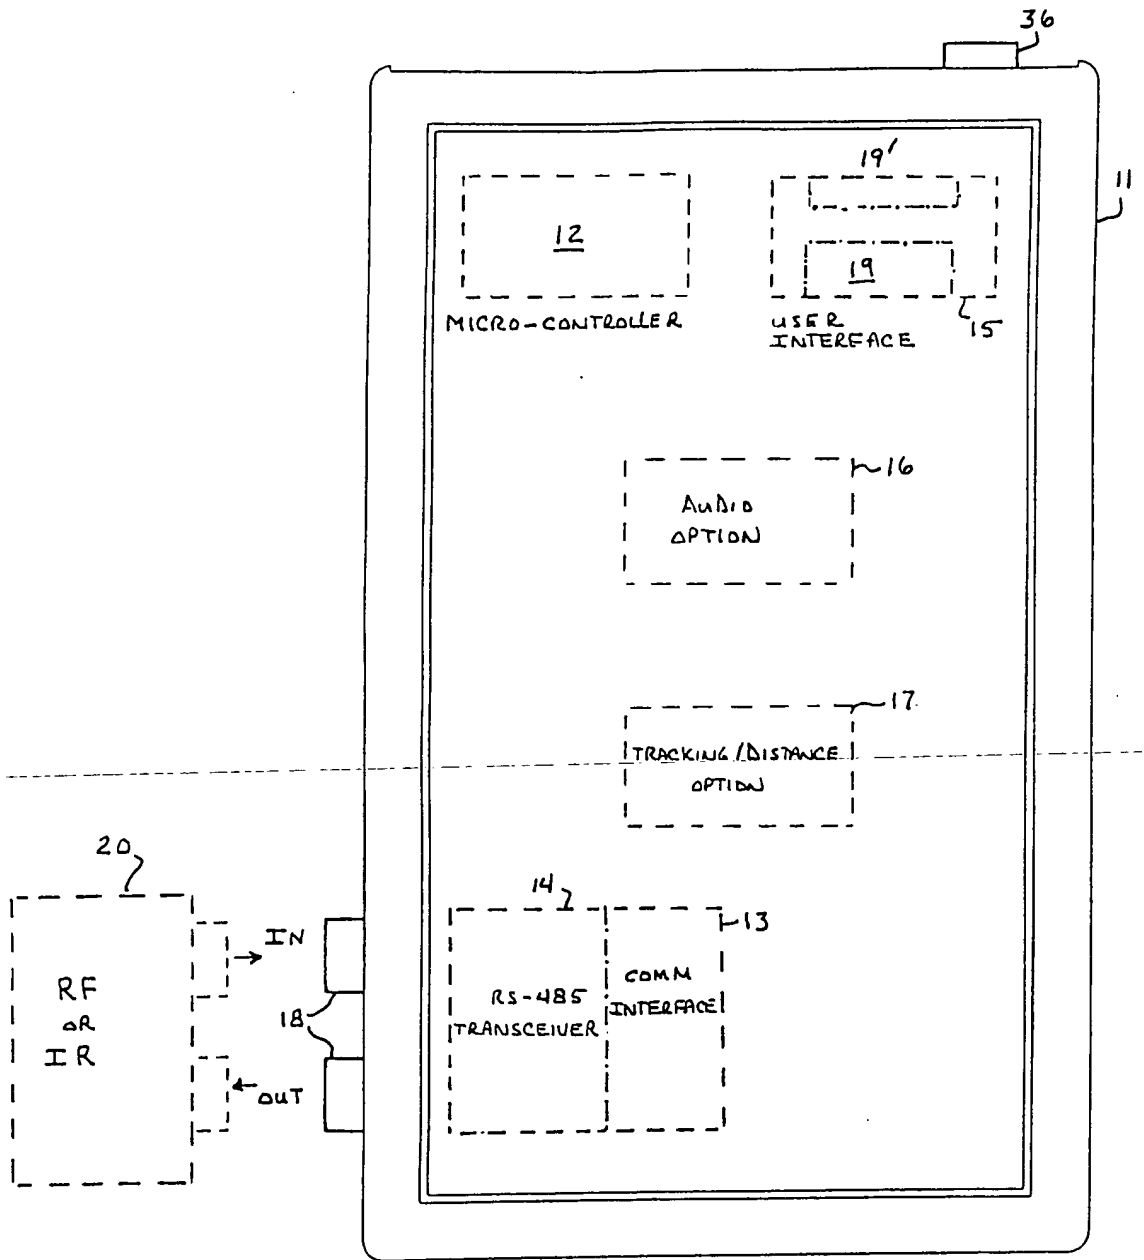 36
11
19'
12
19
15
MICRO-CONTROLLER
USER
INTERFACE
16
AUDIO
OPTION
17
TRACKING/DISTANCE
OPTION
20
14
13
IN
RF
OR
IR
18
OUT
RS-485
TRANSCEIVER
COMM
INTERFACE